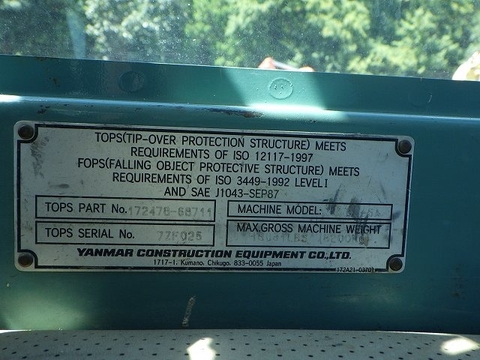 TOPS(TIP-OVER PROTECTION STRUCTURE) MEETS
REQUIREMENTS OF ISO 12117-1997
FOPS(FALLING OBJECT PROTECTIVE STRUCTURE) MEETS
REQUIREMENTS OF ISO 3449-1992 LEVEL I
AND SAE J1043-SEP87
TOPS PART No.
MACHINE MODEL:
TOPS SERIAL No.
MAX.GROSS MACHINE WEIGHT
YANMAR CONSTRUCTION EQUIPMENT CO.,LTD.
1717-1, Kumano, Chikugo, 833-0055 Japan